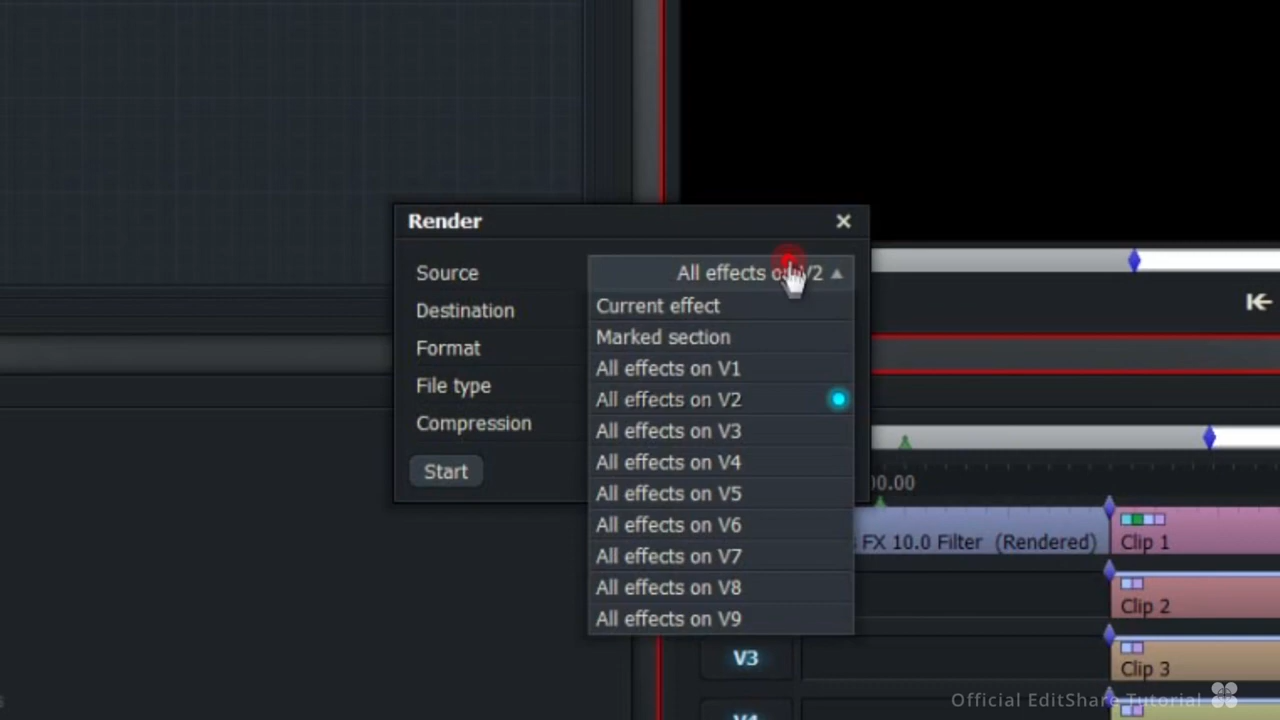 Render
Source
All effects on V2
Destination
Format
File type
Compression
Start
Current effect
Marked section
All effects on V1
All effects on V2
All effects on V3
All effects on V4
All effects on V5
All effects on V6
All effects on V7
All effects on V8
All effects on V9
00.00
FX 10.0 Filter (Rendered)
Clip 1
Clip 2
Clip 3
V3
V4
Official EditShare Tutorial